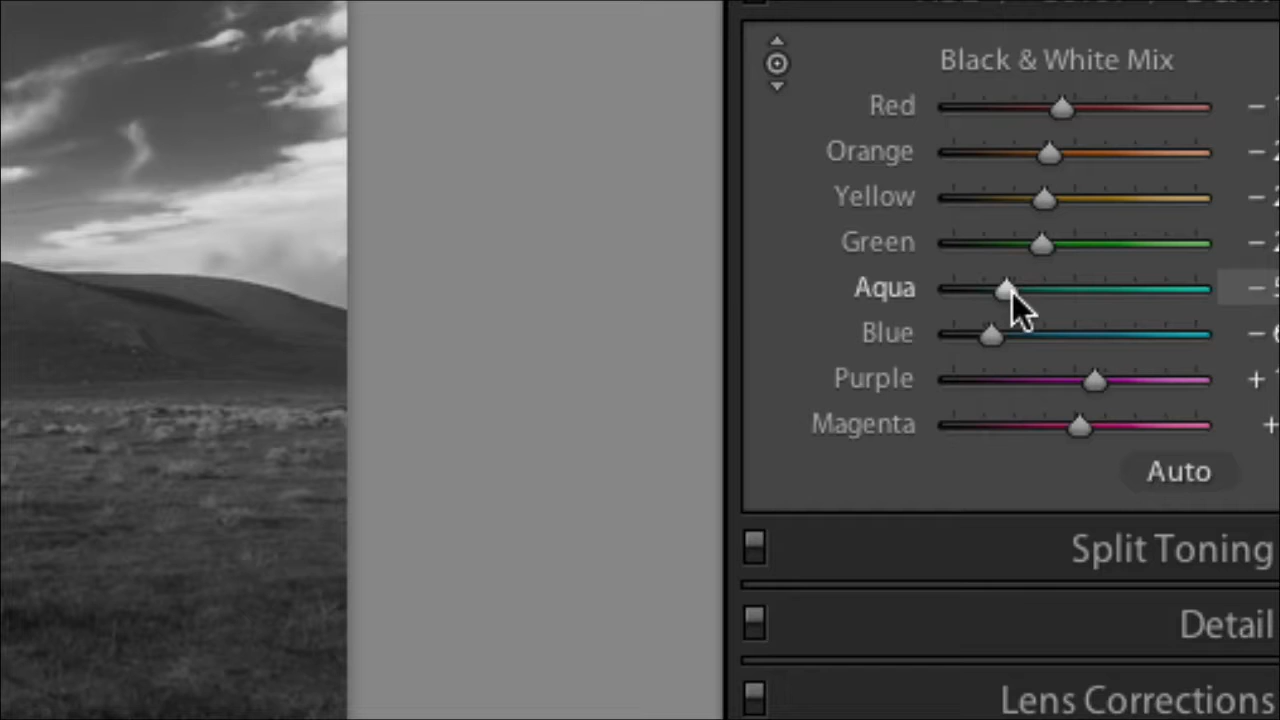 Black & White Mix
Red
Orange
Yellow
Green
Aqua
Blue
Purple +
Magenta +
Auto
Split Toning
Detail
Lens Corrections